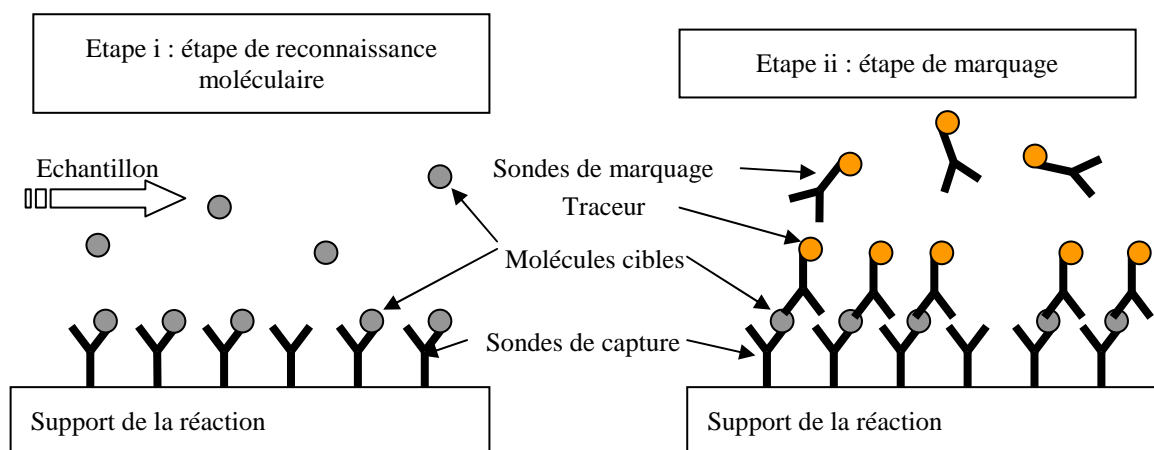 Etape i : étape de reconnaissance
moléculaire
Etape ii : étape de marquage
Echantillon
Sondes de marquage
Traceur
Molécules cibles
Sondes de capture
Support de la réaction
Support de la réaction